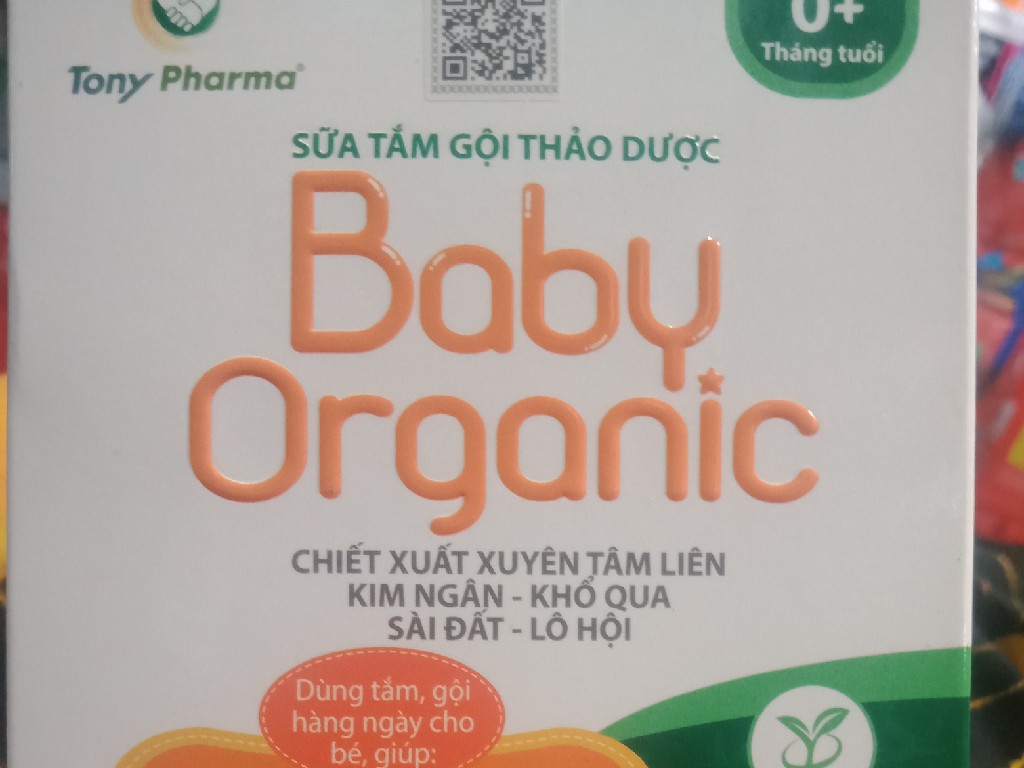 0+
Tháng tuổi
Tony Pharma®
SỮA TẮM GỘI THẢO DƯỢC
Baby
Organic
CHIẾT XUẤT XUYÊN TÂM LIÊN
KIM NGÂN - KHỔ QUA
SÀI ĐẤT - LÔ HỘI
Dùng tắm, gội
hàng ngày cho
bé, giúp: